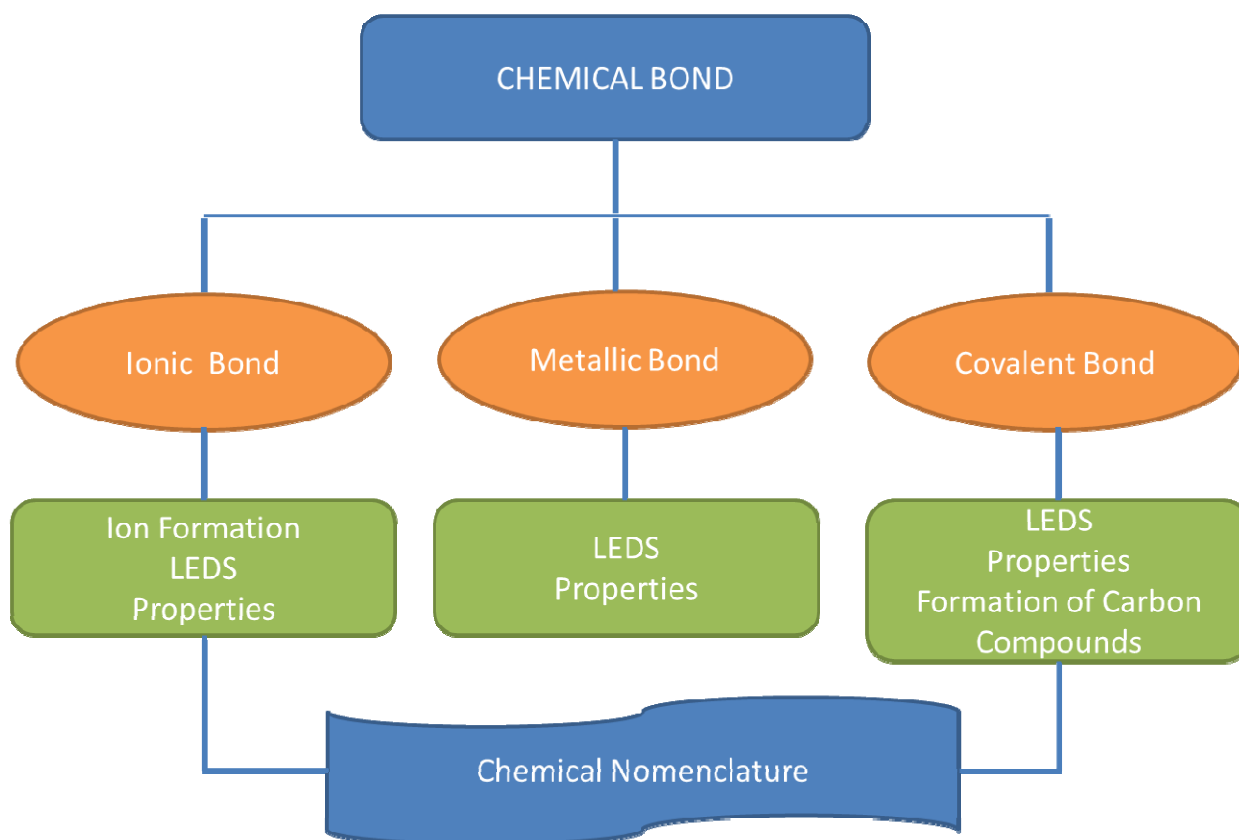 CHEMICAL BOND
Ionic Bond
Metallic Bond
Covalent Bond
Ion Formation
LEDS
Properties
LEDS
Properties
LEDS
Properties
Formation of Carbon
Compounds
Chemical Nomenclature